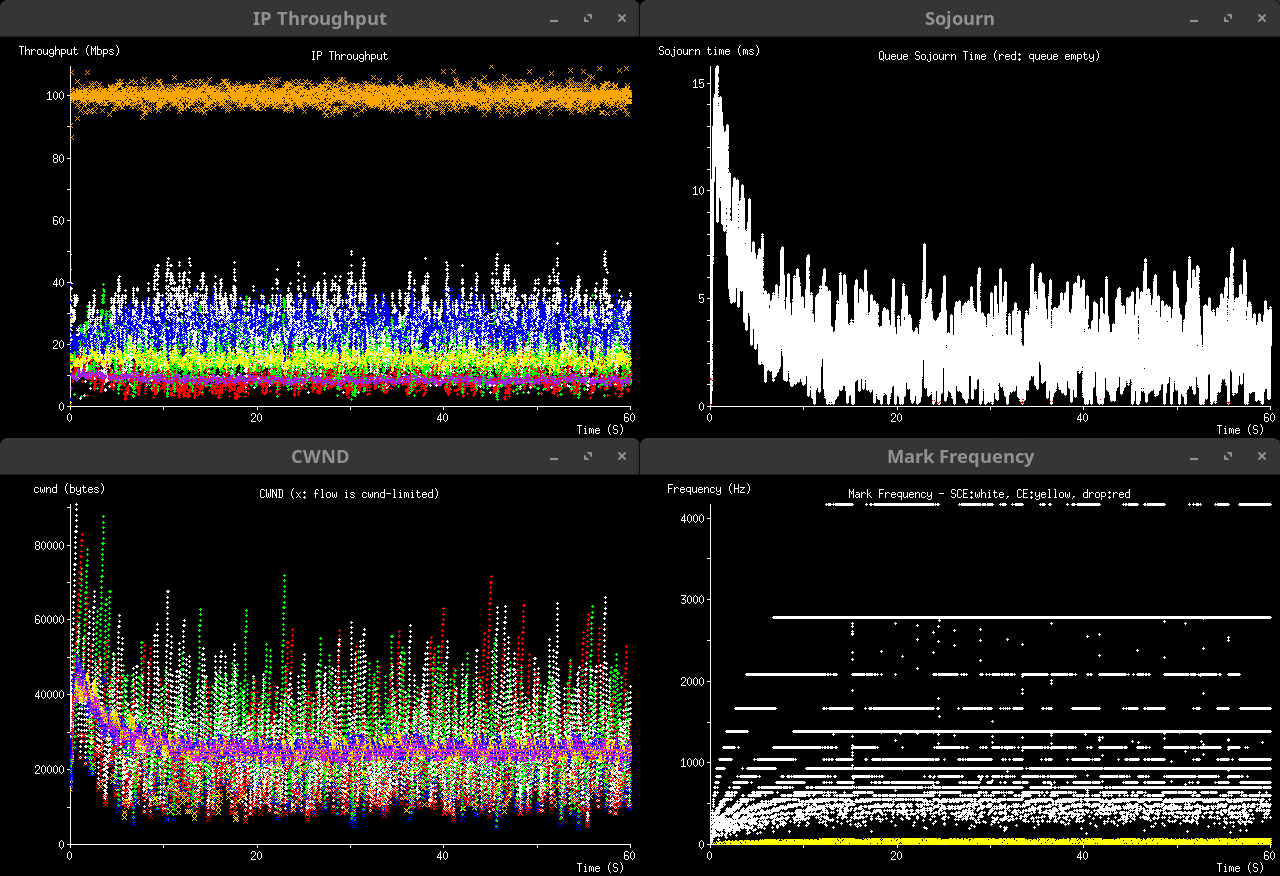 IP Throughput
Throughput (Mbps)
IP Throughput
100
80
60
40
20
0
0
20
40
60
Time (S)
Sojourn
Sojourn time (ms)
Queue Sojourn Time (red: queue empty)
15
10
5
0
0
20
40
60
Time (S)
CWND
cwnd (bytes)
CWND (x: flow is cwnd-limited)
80000
60000
40000
20000
0
0
20
40
60
Time (S)
Mark Frequency
Frequency (Hz)
Mark Frequency - SCE:white, CE:yellow, drop:red
4000
3000
2000
1000
0
0
20
40
60
Time (S)